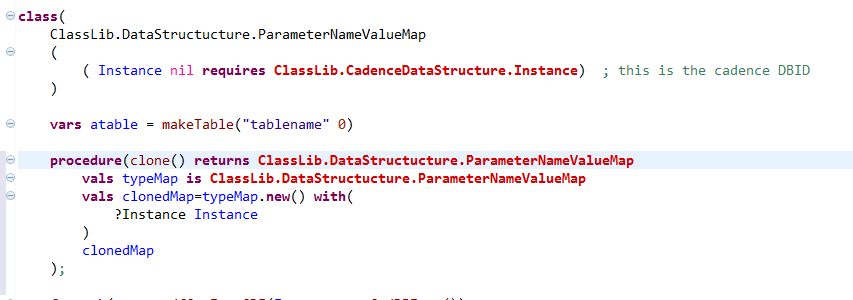 class(
ClassLib.DataStructucture.ParameterNameValueMap
(
( Instance nil requires ClassLib.CadenceDataStructure.Instance) ; this is the cadence DBID
)
vars atable = makeTable("tablename" 0)
procedure(clone() returns ClassLib.DataStructucture.ParameterNameValueMap
vals typeMap is ClassLib.DataStructucture.ParameterNameValueMap
vals clonedMap=typeMap.new() with(
?Instance Instance
)
clonedMap
);